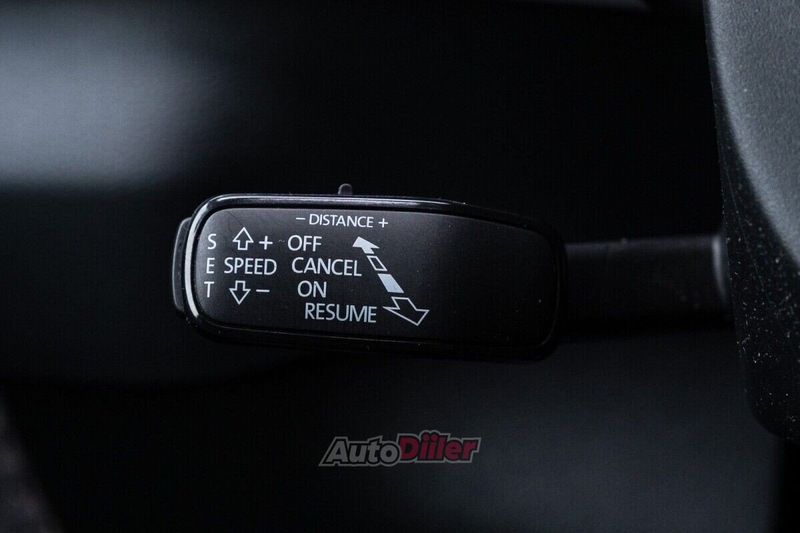 – DISTANCE +
S + OFF
E SPEED CANCEL
T – ON
RESUME
AutoDiiler